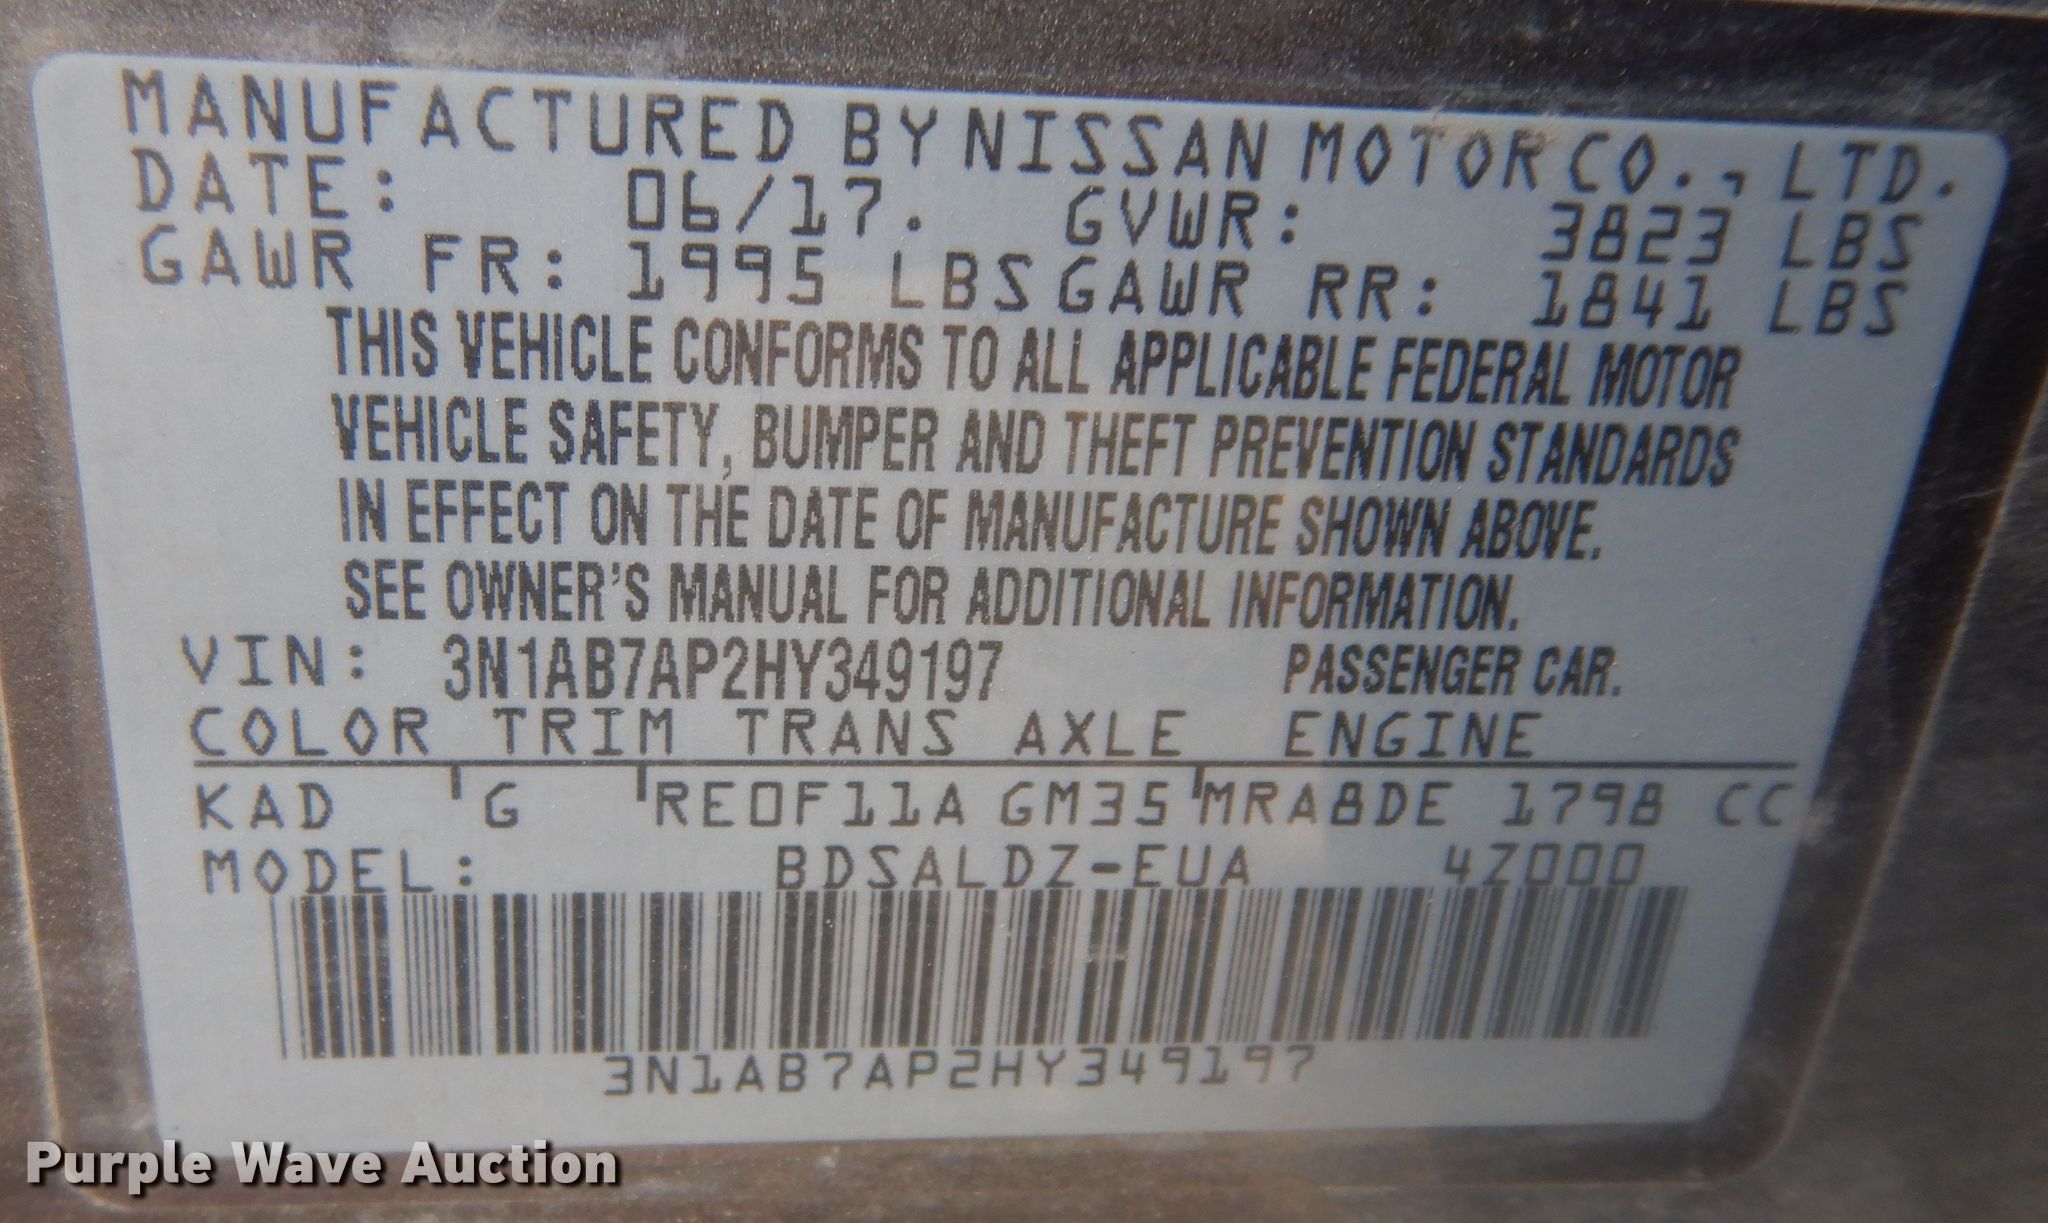 MANUFACTURED BY NISSAN MOTOR CO., LTD.
DATE: 06/17. GVWR: 3823 LBS
GAWR FR: 1995 LBS GAWR RR: 1841 LBS
THIS VEHICLE CONFORMS TO ALL APPLICABLE FEDERAL MOTOR
VEHICLE SAFETY, BUMPER AND THEFT PREVENTION STANDARDS
IN EFFECT ON THE DATE OF MANUFACTURE SHOWN ABOVE.
SEE OWNER'S MANUAL FOR ADDITIONAL INFORMATION.
VIN: 3N1AB7AP2HY349197 PASSENGER CAR.
COLOR TRIM TRANS AXLE ENGINE
KAD G RE0F11A GM35 MRA8DE 1798 CC
MODEL: BDSALDZ-EUA 4Z000
3N1AB7AP2HY349197
Purple Wave Auction